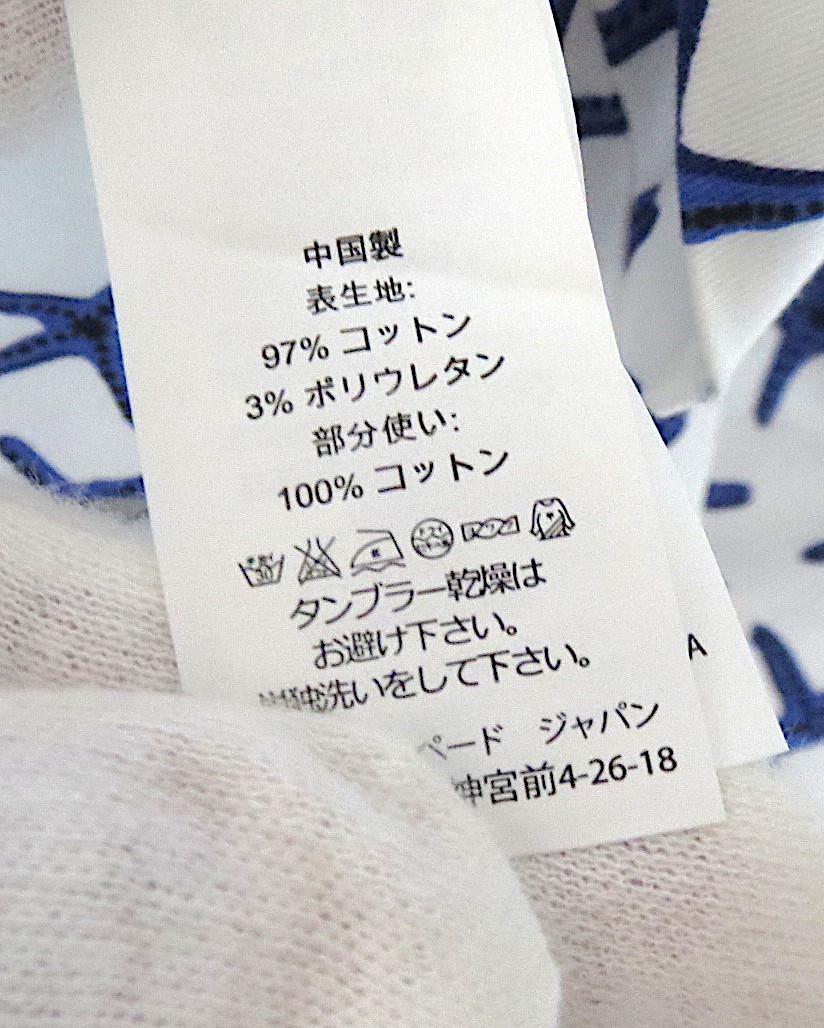 中国製
表生地:
97% コットン
3% ポリウレタン
部分使い:
100% コットン
タンブラー乾燥は
お避け下さい。
洗いをして下さい。
A
ペード ジャパン
神宮前4-26-18